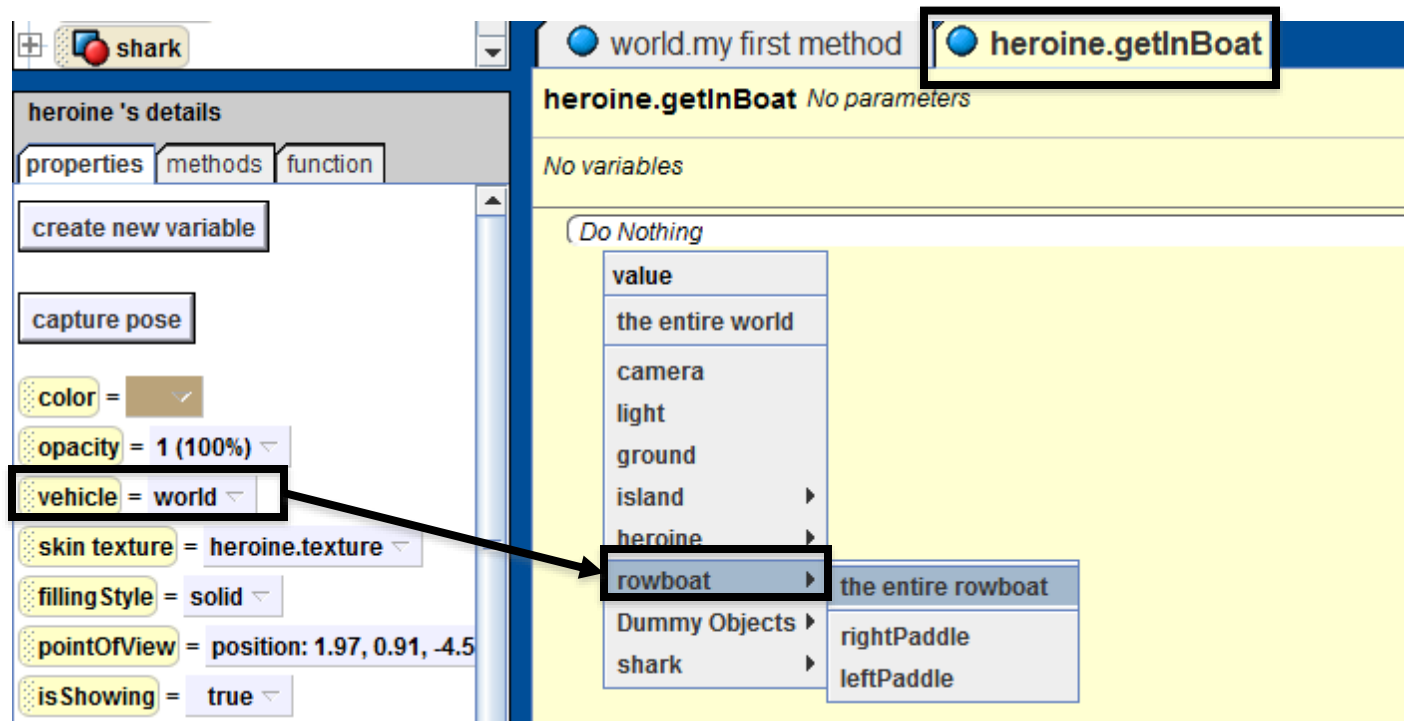 shark
heroine 's details
properties methods function
create new variable
capture pose
color =
opacity = 1 (100%)
vehicle = world
skin texture = heroine.texture
fillingStyle = solid
pointOfView = position: 1.97, 0.91, -4.5
isShowing = true
world.my first method heroine.getInBoat
heroine.getInBoat No parameters
No variables
Do Nothing
value
the entire world
camera
light
ground
island
heroine
rowboat
Dummy Objects
shark
the entire rowboat
rightPaddle
leftPaddle